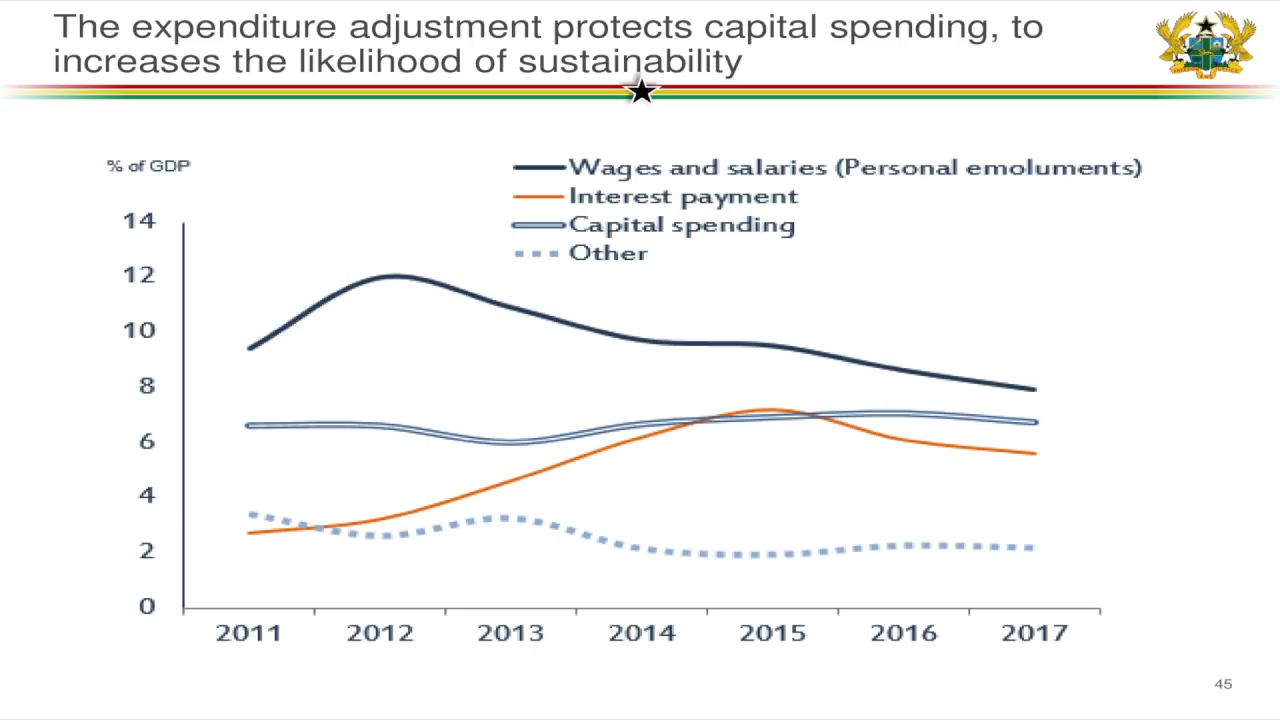 The expenditure adjustment protects capital spending, to
increases the likelihood of sustainability
% of GDP
Wages and salaries (Personal emoluments)
Interest payment
Capital spending
Other
14
12
10
8
6
4
2
0
2011 2012 2013 2014 2015 2016 2017
45